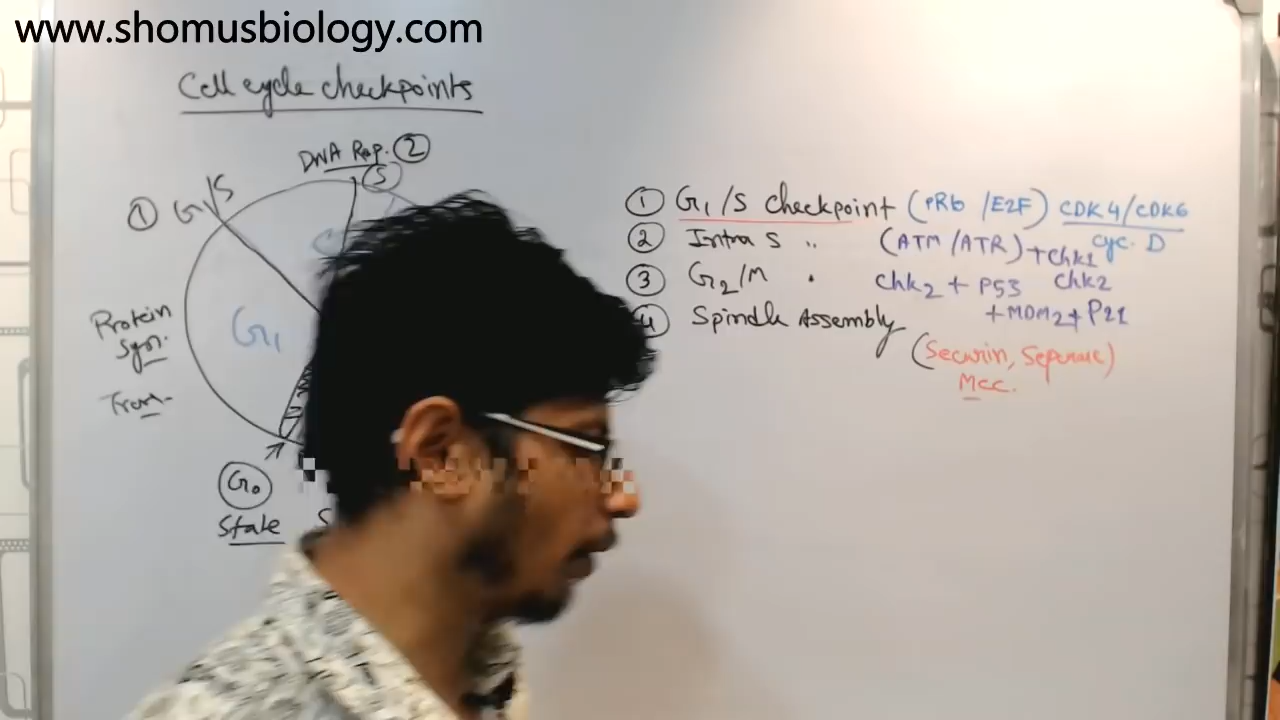 www.shomusbiology.com
Cell cycle checkpoints
DNA Rep. ②
S
① G₁/S
G₁
Protein
Syn.
Tran.
G₀
State S
① G₁/S checkpoint (pRb /E2F) CDK4/CDK6
cyc. D
② Intra S " (ATM/ATR)+Chk1
Chk2
③ G₂/M " Chk₂ + P53
+MDM2+ P21
④ Spindle Assembly
(Securin, Separase)
Mcc.